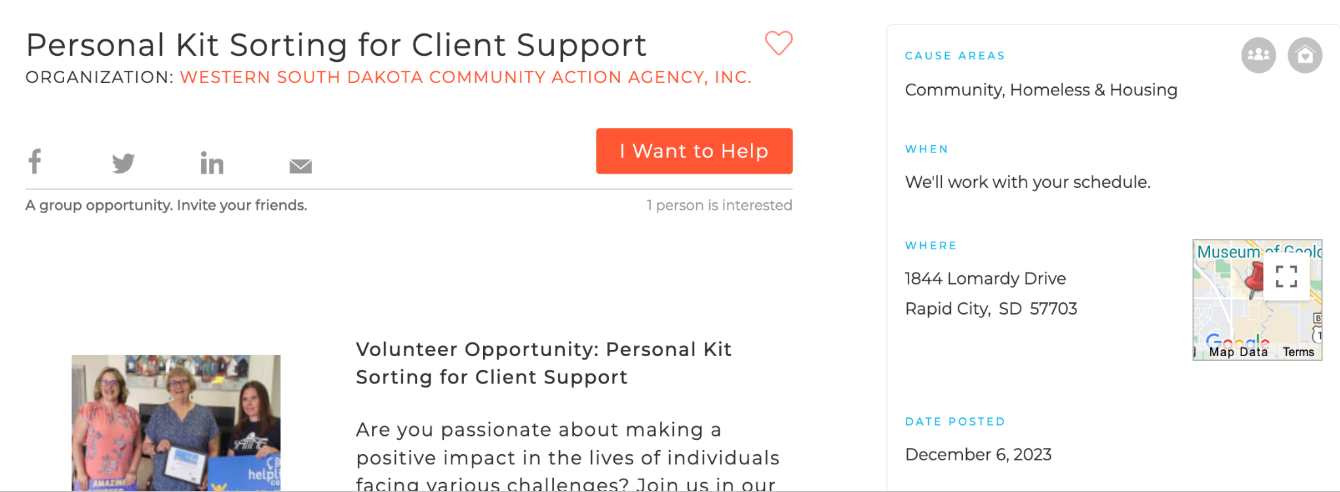 Personal Kit Sorting for Client Support
ORGANIZATION: WESTERN SOUTH DAKOTA COMMUNITY ACTION AGENCY, INC.
I Want to Help
A group opportunity. Invite your friends.
1 person is interested
Volunteer Opportunity: Personal Kit
Sorting for Client Support
Are you passionate about making a
positive impact in the lives of individuals
facing various challenges? Join us in our
AMAZING
helpl
CAUSE AREAS
Community, Homeless & Housing
WHEN
We'll work with your schedule.
WHERE
1844 Lomardy Drive
Rapid City, SD 57703
Museum of Geolo
Google
Map Data Terms
DATE POSTED
December 6, 2023